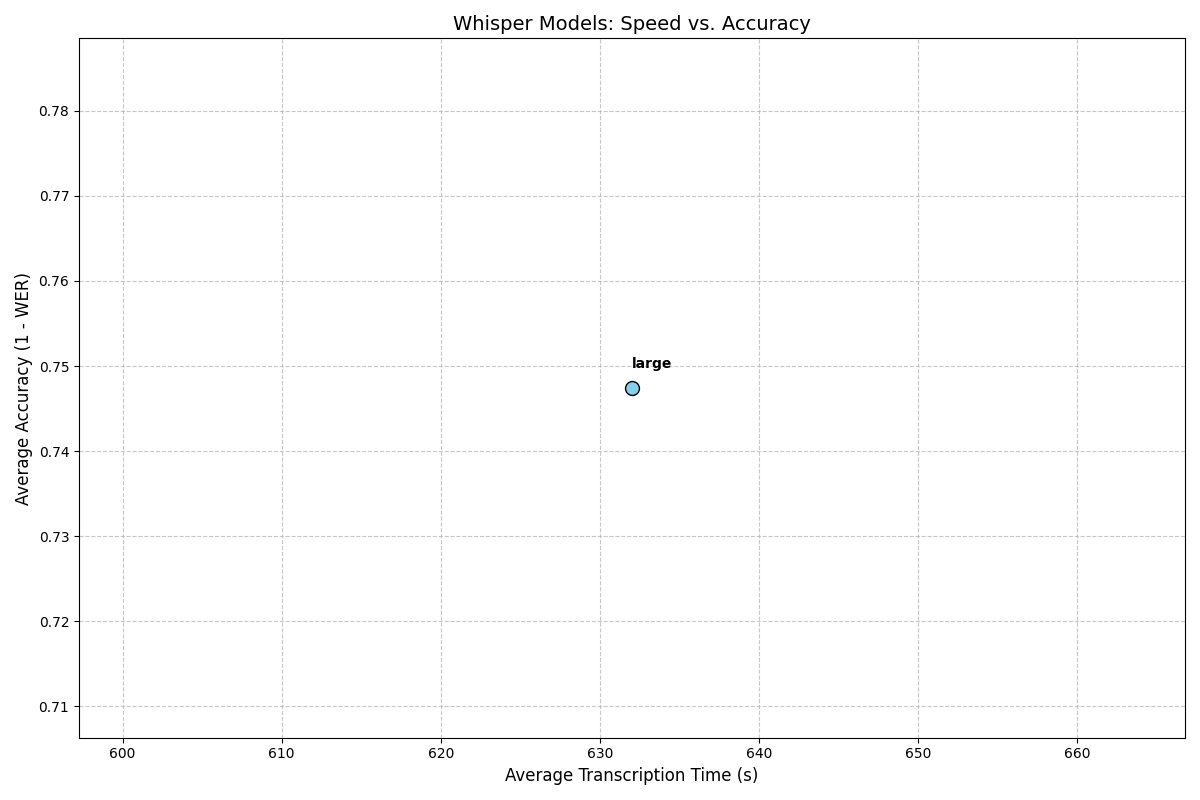 Whisper Models: Speed vs. Accuracy
Average Accuracy (1 - WER)
0.78
0.77
0.76
0.75
0.74
0.73
0.72
0.71
large
600 610 620 630 640 650 660
Average Transcription Time (s)